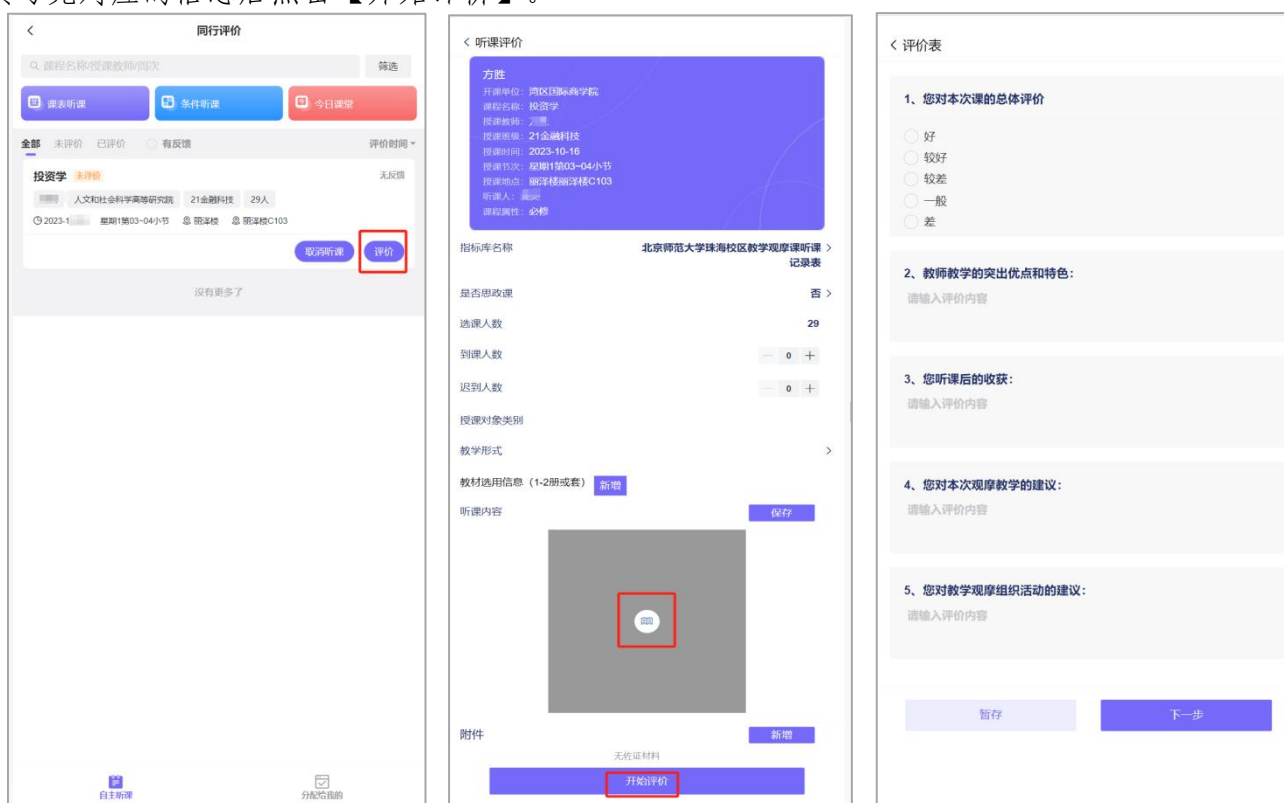 填写完对应的信息后点击【开始评价】。
同行评价
课程名称/授课教师/周次
筛选
课表听课
条件听课
今日课堂
全部 未评价 已评价 有反馈 评价时间
投资学 未评价 无反馈
人文和社会科学高等研究院 21金融科技 29人
2023-1 星期1第03~04小节 丽泽楼 丽泽楼C103
取消听课 评价
没有更多了
自主听课
分配给我的
听课评价
方胜
开课单位: 湾区国际商学院
课程名称: 投资学
授课教师:
授课班级: 21金融科技
授课时间: 2023-10-16
授课节次: 星期1第03~04小节
授课地点: 丽泽楼丽泽楼C103
听课人:
课程属性: 必修
指标库名称 北京师范大学珠海校区教学观摩课听课
记录表
是否思政课 否
选课人数 29
到课人数 — 0 +
迟到人数 — 0 +
授课对象类别
教学形式
教材选用信息（1-2册或套） 新增
听课内容 保存
附件 新增
无佐证材料
开始评价
评价表
1、您对本次课的总体评价
好
较好
较差
一般
差
2、教师教学的突出优点和特色：
请输入评价内容
3、您听课后的收获：
请输入评价内容
4、您对本次观摩教学的建议：
请输入评价内容
5、您对教学观摩组织活动的建议：
请输入评价内容
暂存 下一步